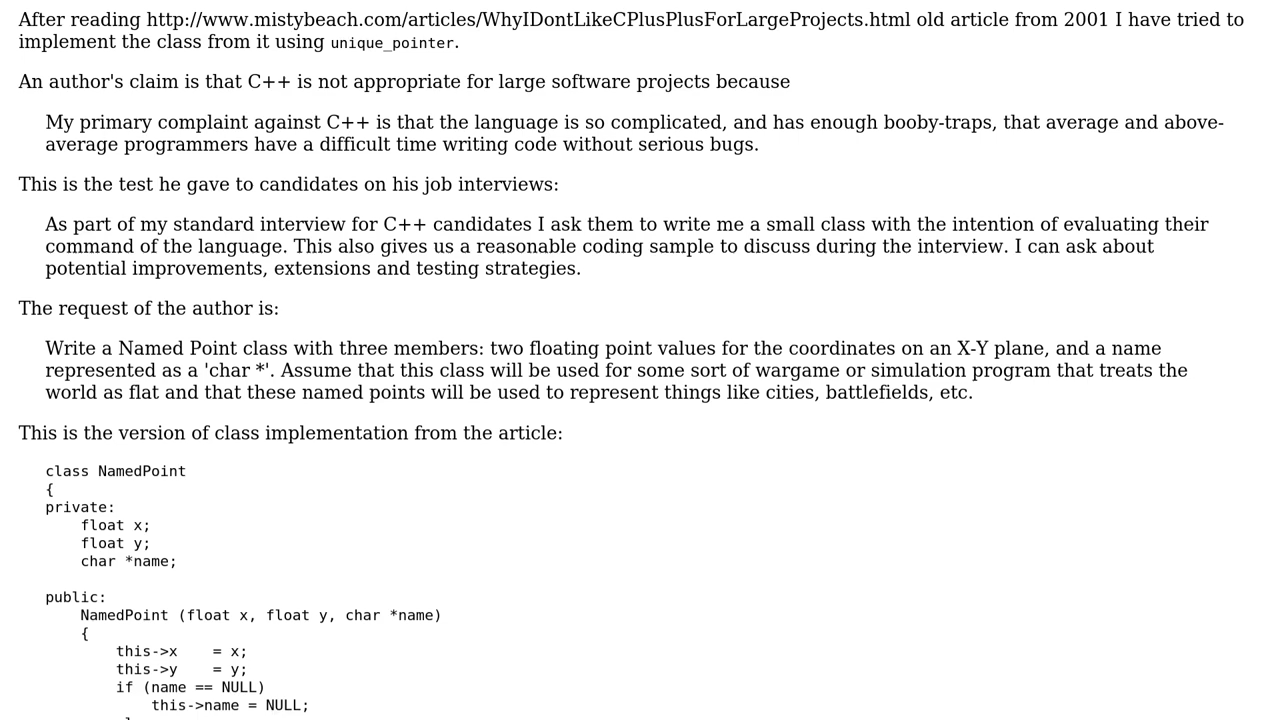 After reading http://www.mistybeach.com/articles/WhyIDontLikeCPlusPlusForLargeProjects.html old article from 2001 I have tried to
implement the class from it using unique_pointer.
An author's claim is that C++ is not appropriate for large software projects because
My primary complaint against C++ is that the language is so complicated, and has enough booby-traps, that average and above-
average programmers have a difficult time writing code without serious bugs.
This is the test he gave to candidates on his job interviews:
As part of my standard interview for C++ candidates I ask them to write me a small class with the intention of evaluating their
command of the language. This also gives us a reasonable coding sample to discuss during the interview. I can ask about
potential improvements, extensions and testing strategies.
The request of the author is:
Write a Named Point class with three members: two floating point values for the coordinates on an X-Y plane, and a name
represented as a 'char *'. Assume that this class will be used for some sort of wargame or simulation program that treats the
world as flat and that these named points will be used to represent things like cities, battlefields, etc.
This is the version of class implementation from the article:
class NamedPoint
{
private:
    float x;
    float y;
    char *name;
public:
    NamedPoint (float x, float y, char *name)
    {
        this->x    = x;
        this->y    = y;
        if (name == NULL)
            this->name = NULL;